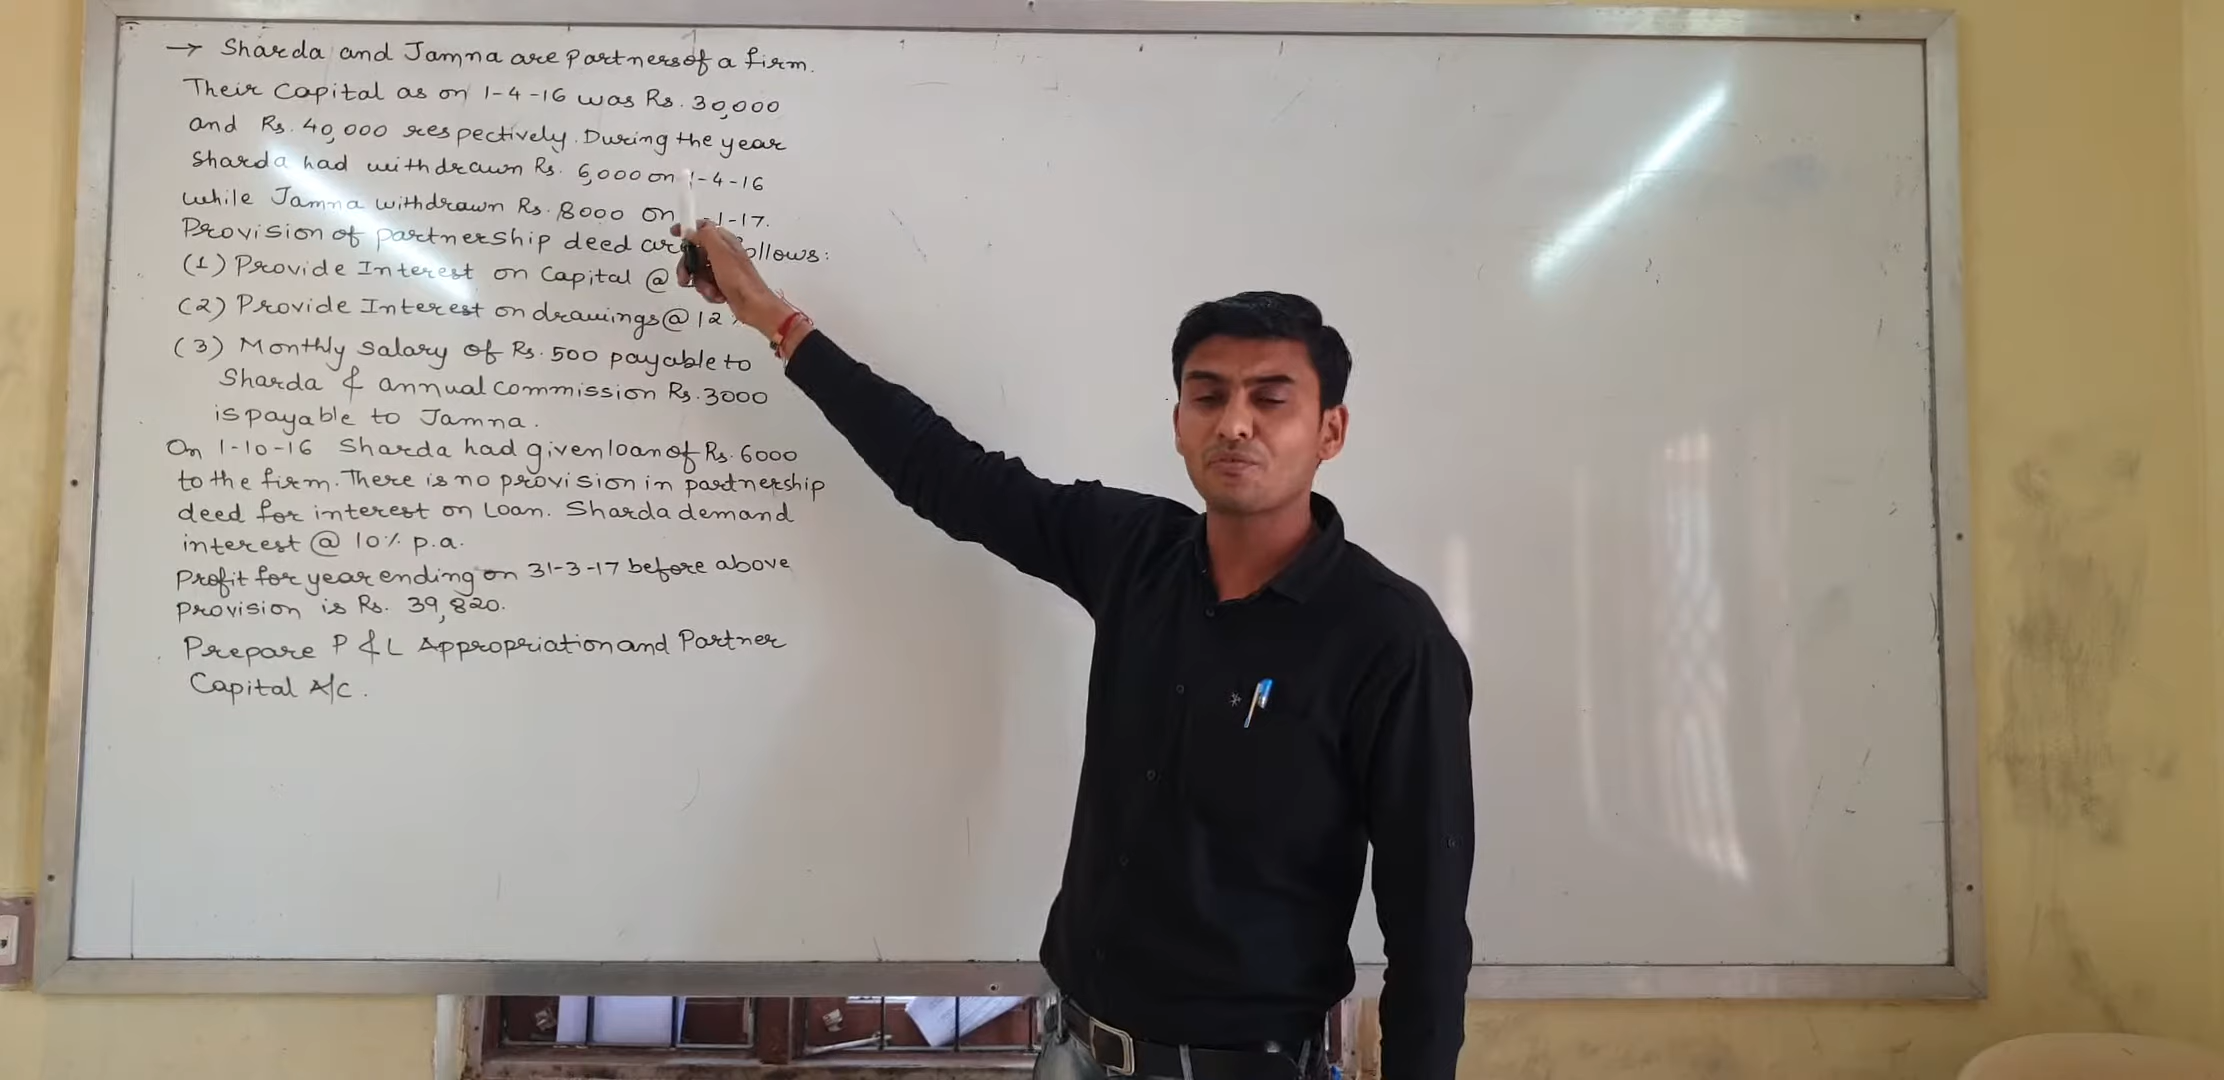 → Sharda and Jamna are Partners of a firm.
Their Capital as on 1-4-16 was Rs. 30,000
and Rs. 40,000 respectively. During the year
Sharda had withdrawn Rs. 6,000 on 1-4-16
while Jamna withdrawn Rs. 8000 on -1-17.
Provision of partnership deed are follows:
(1) Provide Interest on Capital @
(2) Provide Interest on drawings @ 12
(3) Monthly Salary of Rs. 500 payable to
Sharda & annual Commission Rs. 3000
is payable to Jamna.
On 1-10-16 Sharda had given loan of Rs. 6000
to the firm. There is no provision in partnership
deed for interest on Loan. Sharda demand
interest @ 10% p.a.
Profit for year ending on 31-3-17 before above
provision is Rs. 39,820.
Prepare P & L Appropriation and Partner
Capital A/c.